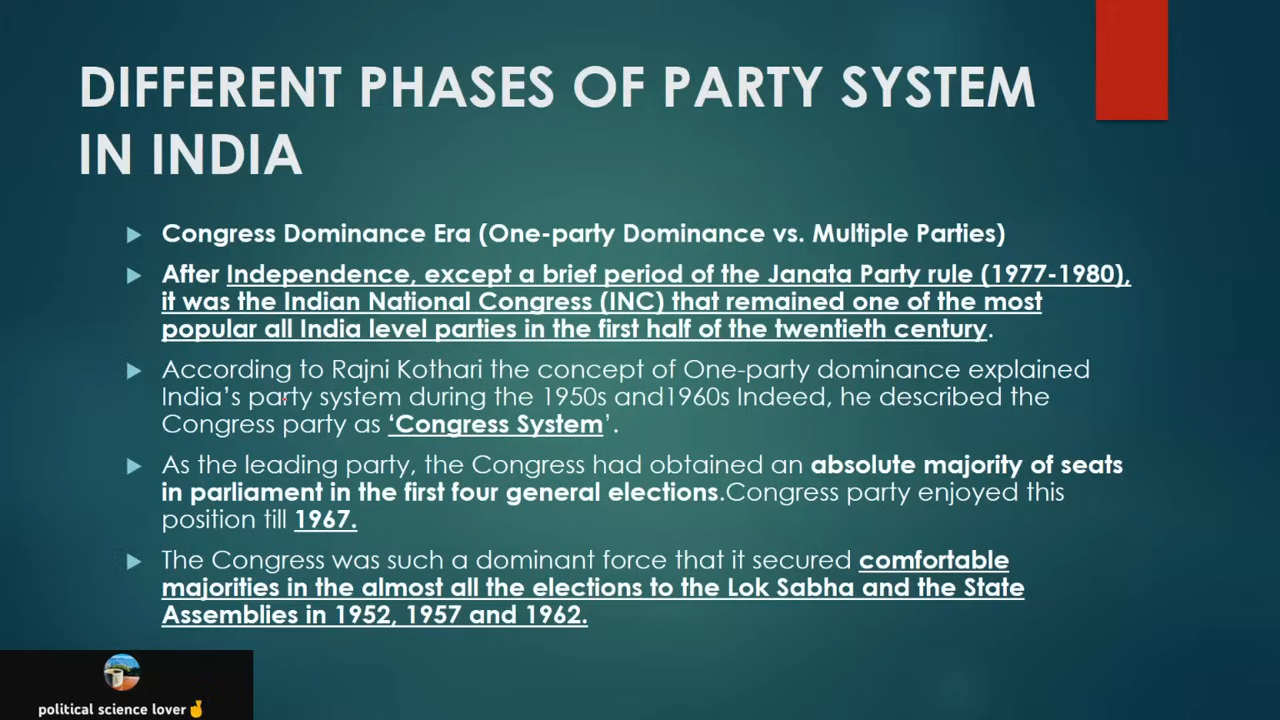 DIFFERENT PHASES OF PARTY SYSTEM
IN INDIA
Congress Dominance Era (One-party Dominance vs. Multiple Parties)
After Independence, except a brief period of the Janata Party rule (1977-1980),
it was the Indian National Congress (INC) that remained one of the most
popular all India level parties in the first half of the twentieth century.
According to Rajni Kothari the concept of One-party dominance explained
India's party system during the 1950s and1960s Indeed, he described the
Congress party as ‘Congress System’.
As the leading party, the Congress had obtained an absolute majority of seats
in parliament in the first four general elections.Congress party enjoyed this
position till 1967.
The Congress was such a dominant force that it secured comfortable
majorities in the almost all the elections to the Lok Sabha and the State
Assemblies in 1952, 1957 and 1962.
political science lover🤞